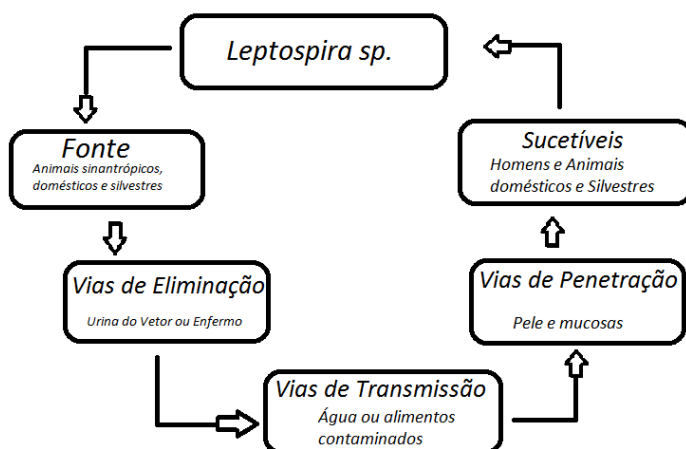 Leptospira sp.
Fonte
Animais sinantrópicos,
domésticos e silvestres
Vias de Eliminação
Urina do Vetor ou Enfermo
Vias de Transmissão
Água ou alimentos
contaminados
Vias de Penetração
Pele e mucosas
Sucetíveis
Homens e Animais
domésticos e Silvestres